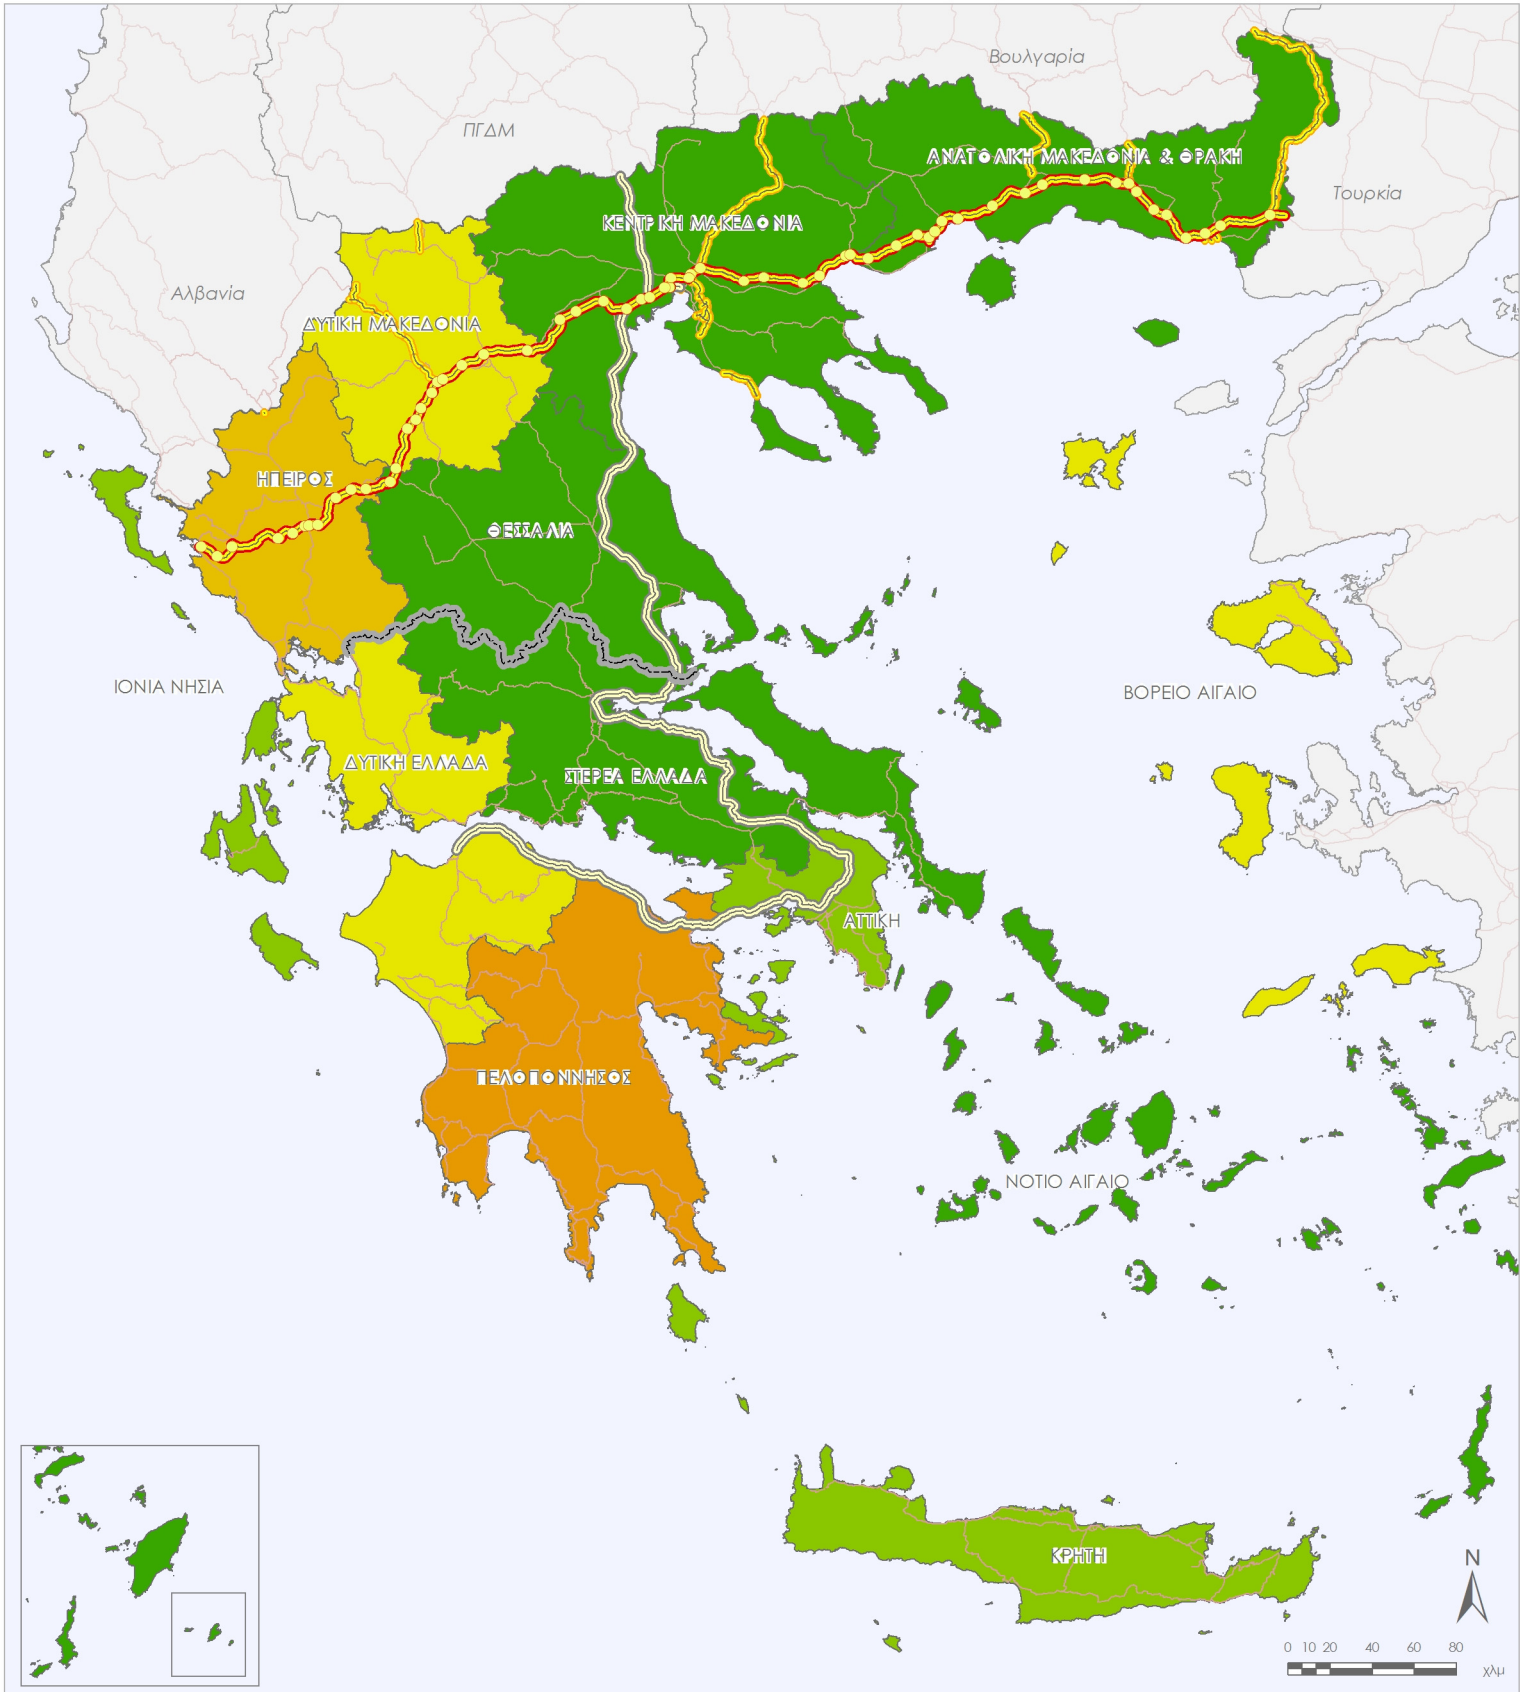 Βουλγαρία
ΠΓΔΜ
ΑΝΑΤΟΛΙΚΗ ΜΑΚΕΔΟΝΙΑ & ΘΡΑΚΗ
Τουρκία
ΚΕΝΤΡΙΚΗ ΜΑΚΕΔΟΝΙΑ
Αλβανία
ΔΥΤΙΚΗ ΜΑΚΕΔΟΝΙΑ
ΗΠΕΙΡΟΣ
ΘΕΣΣΑΛΙΑ
ΙΟΝΙΑ ΝΗΣΙΑ
ΒΟΡΕΙΟ ΑΙΓΑΙΟ
ΔΥΤΙΚΗ ΕΛΛΑΔΑ
ΣΤΕΡΕΑ ΕΛΛΑΔΑ
ΑΤΤΙΚΗ
ΠΕΛΟΠΟΝΝΗΣΟΣ
ΝΟΤΙΟ ΑΙΓΑΙΟ
ΚΡΗΤΗ
N
0 10 20 40 60 80
χλμ